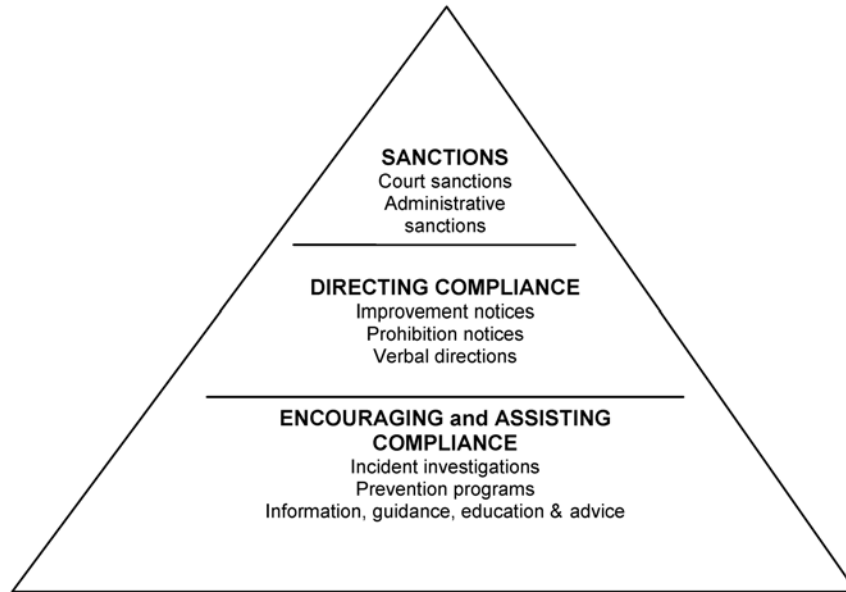 SANCTIONS
Court sanctions
Administrative
sanctions
DIRECTING COMPLIANCE
Improvement notices
Prohibition notices
Verbal directions
ENCOURAGING and ASSISTING
COMPLIANCE
Incident investigations
Prevention programs
Information, guidance, education & advice